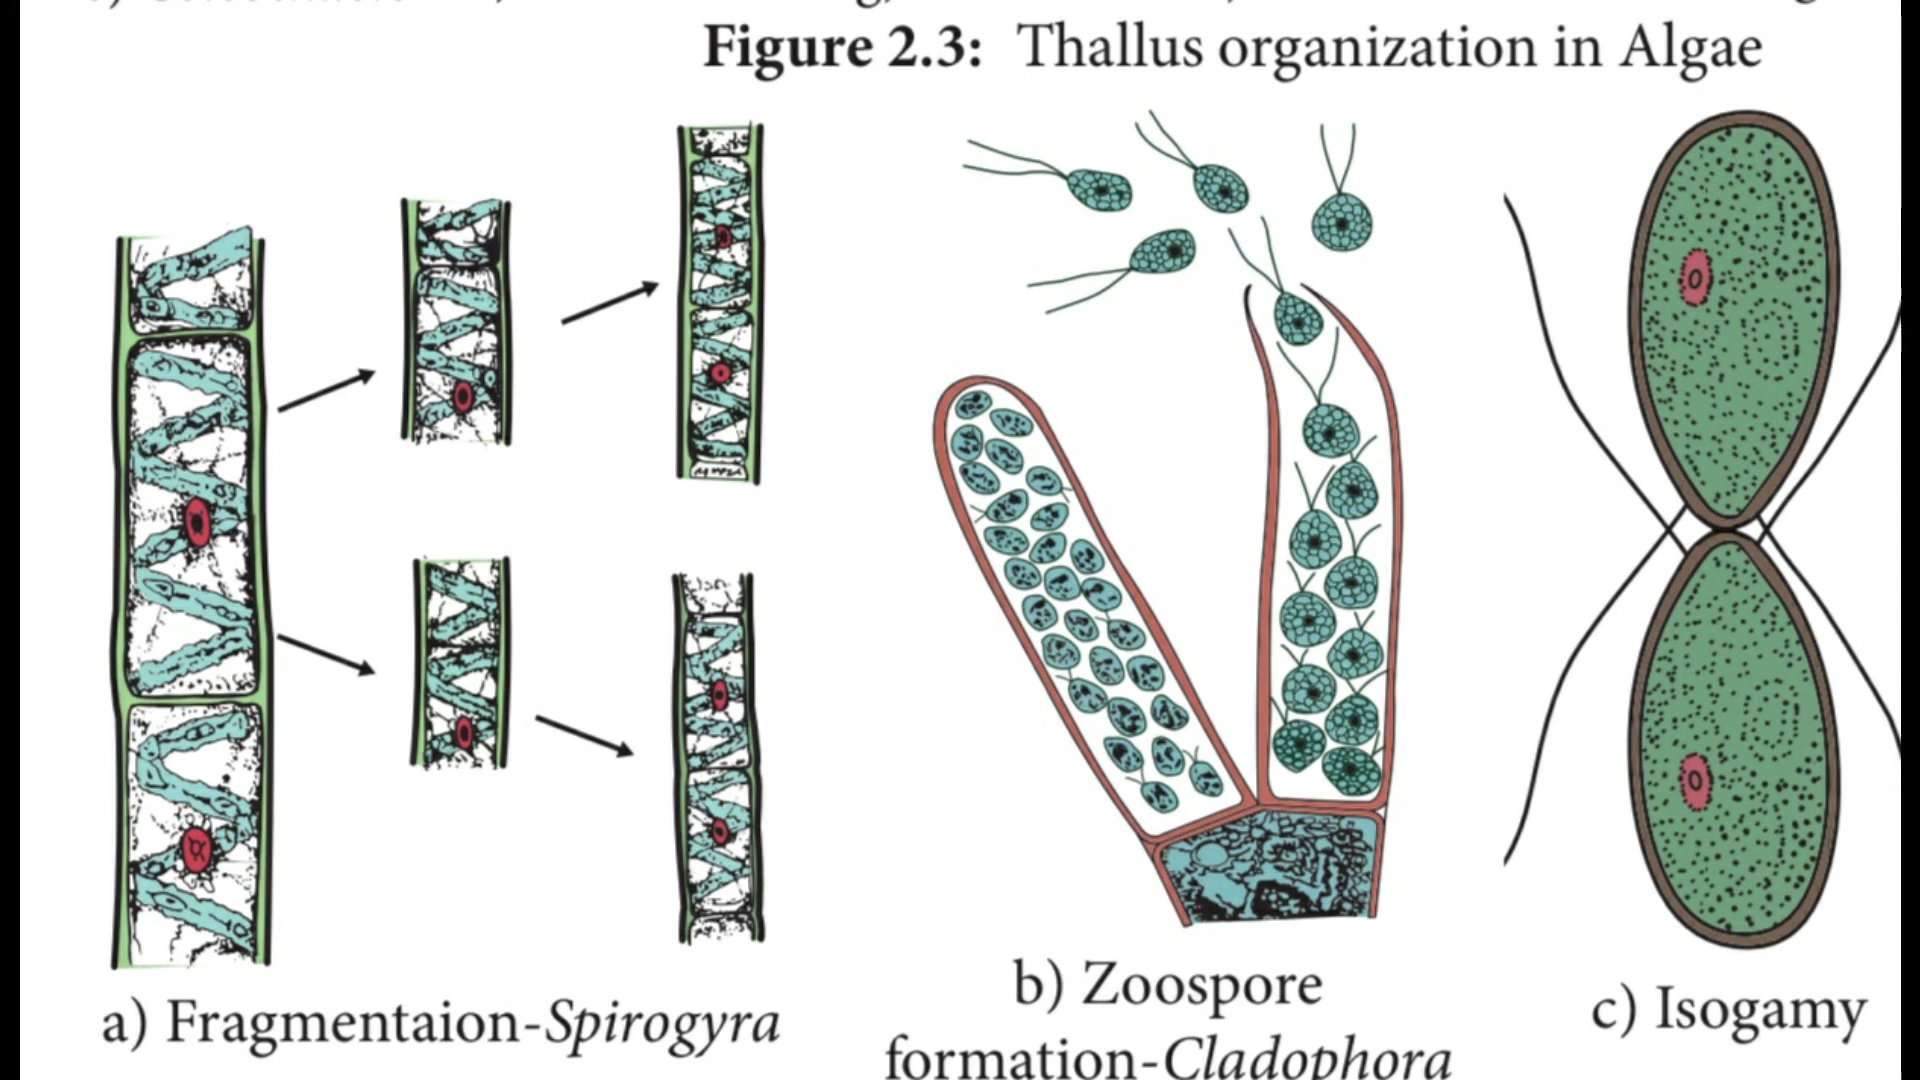 Figure 2.3: Thallus organization in Algae
a) Fragmentaion-Spirogyra
b) Zoospore
formation-Cladophora
c) Isogamy